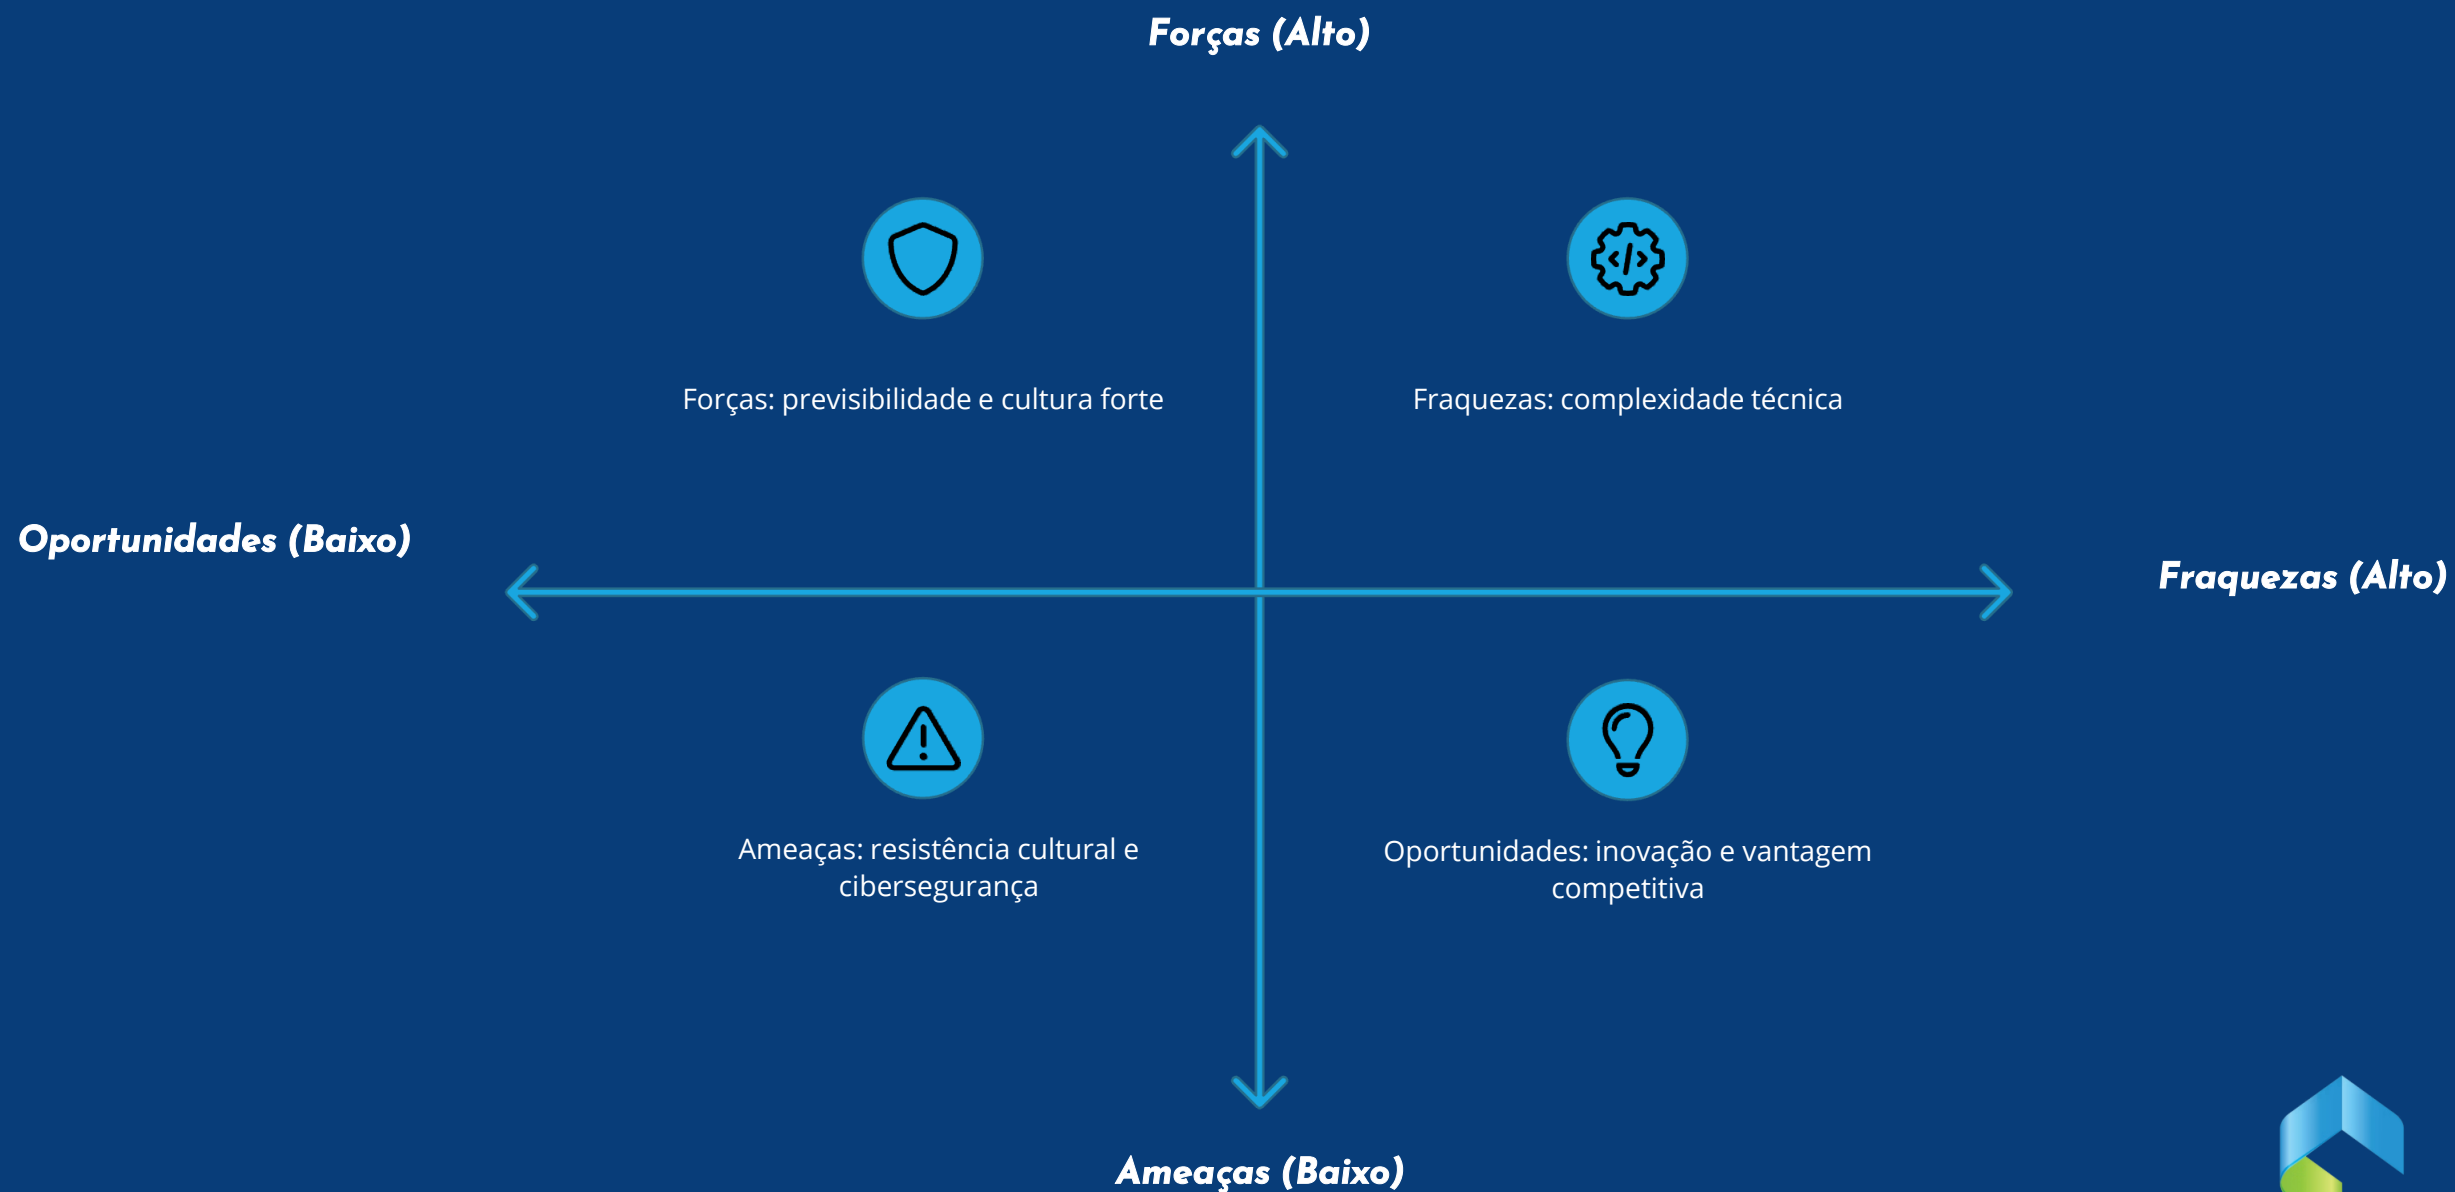 Forças (Alto)
Forças: previsibilidade e cultura forte
Fraquezas: complexidade técnica
Oportunidades (Baixo)
Fraquezas (Alto)
Ameaças: resistência cultural e
cibersegurança
Oportunidades: inovação e vantagem
competitiva
Ameaças (Baixo)